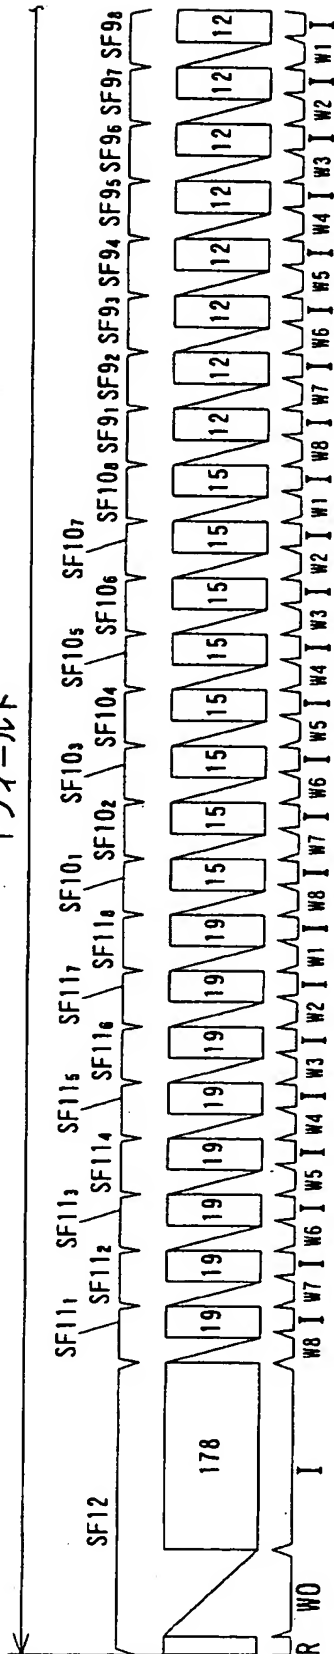 1フィールド
SF11₁ SF11₃ SF11₅ SF11₇ SF10₁ SF10₃ SF10₅ SF10₇
SF12 SF11₂ SF11₄ SF11₆ SF11₈ SF10₂ SF10₄ SF10₆ SF10₈ SF9₁ SF9₂ SF9₃ SF9₄ SF9₅ SF9₆ SF9₇ SF9₈
178 19 19 19 19 19 19 19 19 15 15 15 15 15 15 15 15 12 12 12 12 12 12 12 12
R W0 I W8 I W7 I W6 I W5 I W4 I W3 I W2 I W1 I W8 I W7 I W6 I W5 I W4 I W3 I W2 I W1 I W8 I W7 I W6 I W5 I W4 I W3 I W2 I W1 I